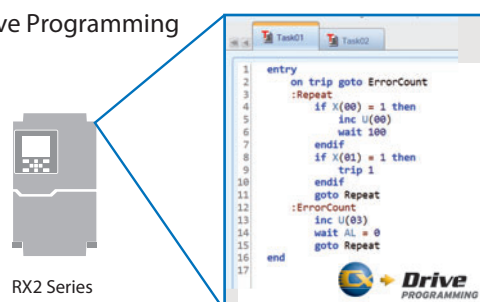 ve Programming
Task01 Task02
1 entry
2 on trip goto ErrorCount
3 :Repeat
4 if X(00) = 1 then
5 inc U(00)
6 wait 100
7 endif
8 if X(01) = 1 then
9 trip 1
10 endif
11 goto Repeat
12 :ErrorCount
13 inc U(03)
14 wait AL = 0
15 goto Repeat
16 end
17
RX2 Series
Drive
PROGRAMMING